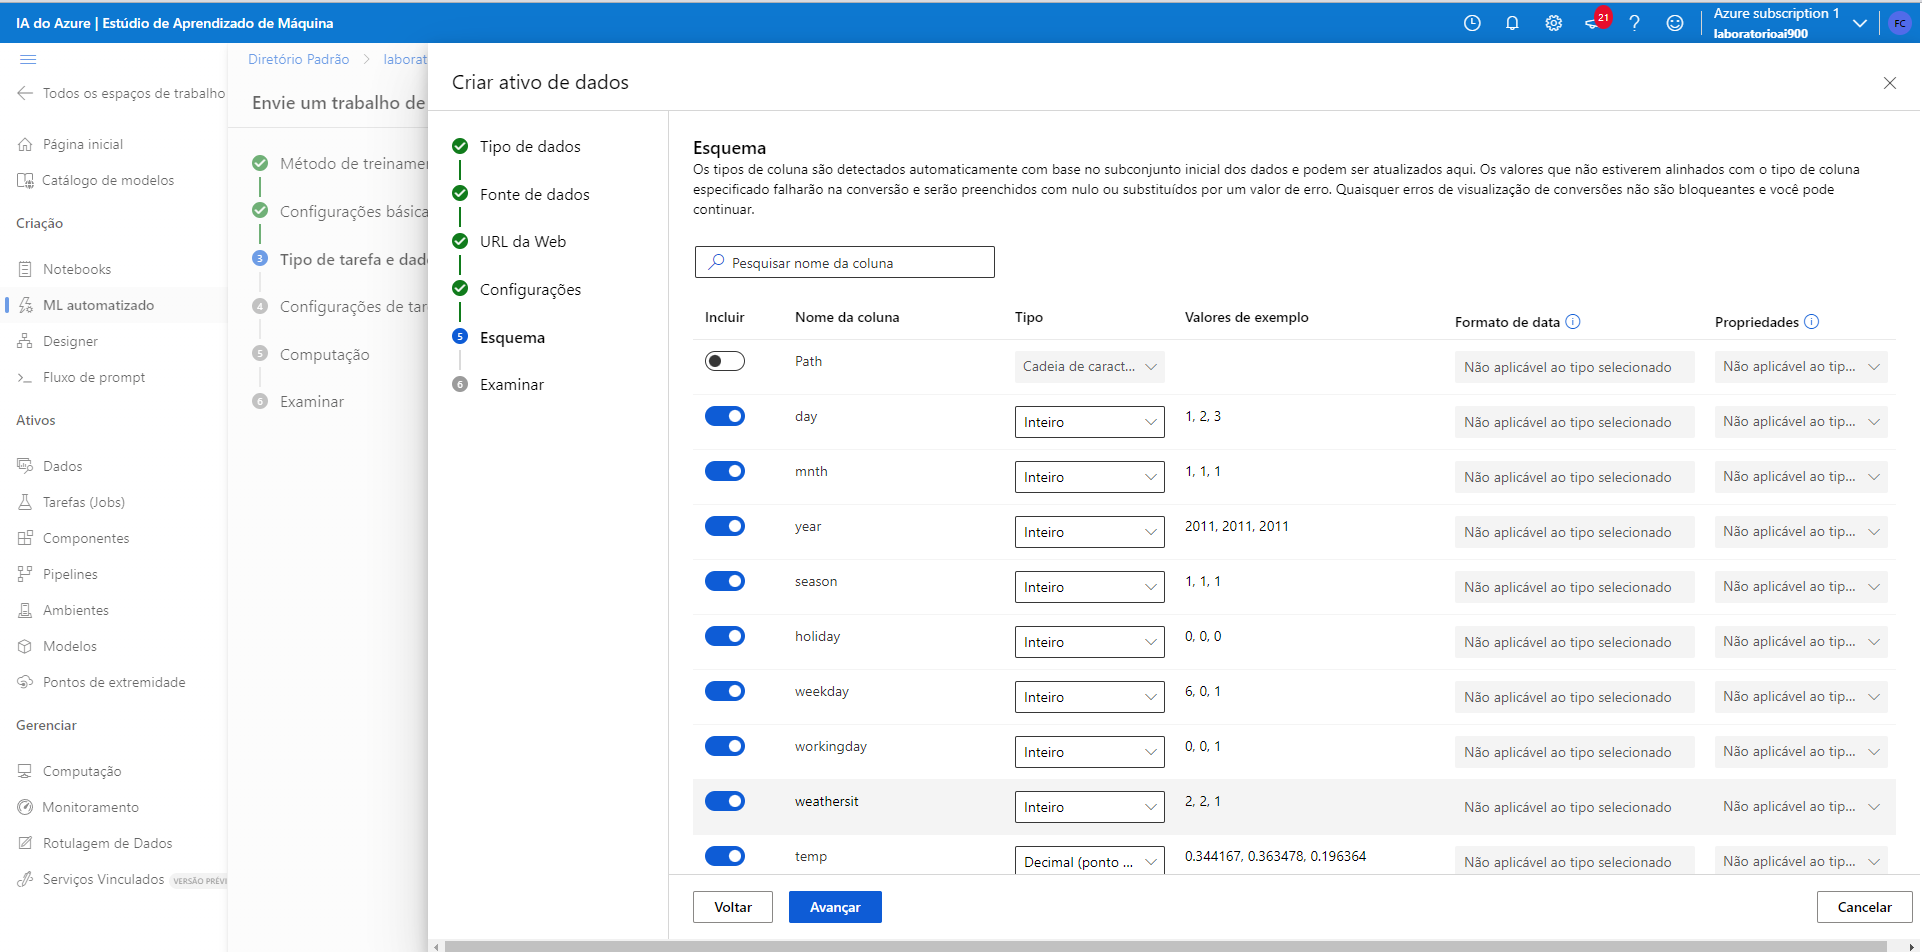 IA do Azure | Estúdio de Aprendizado de Máquina
21
Azure subscription 1
laboratorioai900
FC
Todos os espaços de trabalho
Página inicial
Catálogo de modelos
Criação
Notebooks
ML automatizado
Designer
Fluxo de prompt
Ativos
Dados
Tarefas (Jobs)
Componentes
Pipelines
Ambientes
Modelos
Pontos de extremidade
Gerenciar
Computação
Monitoramento
Rotulagem de Dados
Serviços Vinculados VERSÃO PRÉVI
Diretório Padrão > laborat
Envie um trabalho de
Método de treiname
Configurações básica
3 Tipo de tarefa e dad
4 Configurações de tar
5 Computação
6 Examinar
Criar ativo de dados
Tipo de dados
Fonte de dados
URL da Web
Configurações
5 Esquema
6 Examinar
Esquema
Os tipos de coluna são detectados automaticamente com base no subconjunto inicial dos dados e podem ser atualizados aqui. Os valores que não estiverem alinhados com o tipo de coluna
especificado falharão na conversão e serão preenchidos com nulo ou substituídos por um valor de erro. Quaisquer erros de visualização de conversões não são bloqueantes e você pode
continuar.
Pesquisar nome da coluna
Incluir Nome da coluna Tipo Valores de exemplo Formato de data Propriedades
Path Cadeia de caract... Não aplicável ao tipo selecionado Não aplicável ao tip...
day Inteiro 1, 2, 3 Não aplicável ao tipo selecionado Não aplicável ao tip...
mnth Inteiro 1, 1, 1 Não aplicável ao tipo selecionado Não aplicável ao tip...
year Inteiro 2011, 2011, 2011 Não aplicável ao tipo selecionado Não aplicável ao tip...
season Inteiro 1, 1, 1 Não aplicável ao tipo selecionado Não aplicável ao tip...
holiday Inteiro 0, 0, 0 Não aplicável ao tipo selecionado Não aplicável ao tip...
weekday Inteiro 6, 0, 1 Não aplicável ao tipo selecionado Não aplicável ao tip...
workingday Inteiro 0, 0, 1 Não aplicável ao tipo selecionado Não aplicável ao tip...
weathersit Inteiro 2, 2, 1 Não aplicável ao tipo selecionado Não aplicável ao tip...
temp Decimal (ponto ... 0.344167, 0.363478, 0.196364 Não aplicável ao tipo selecionado Não aplicável ao tip...
Voltar Avançar Cancelar